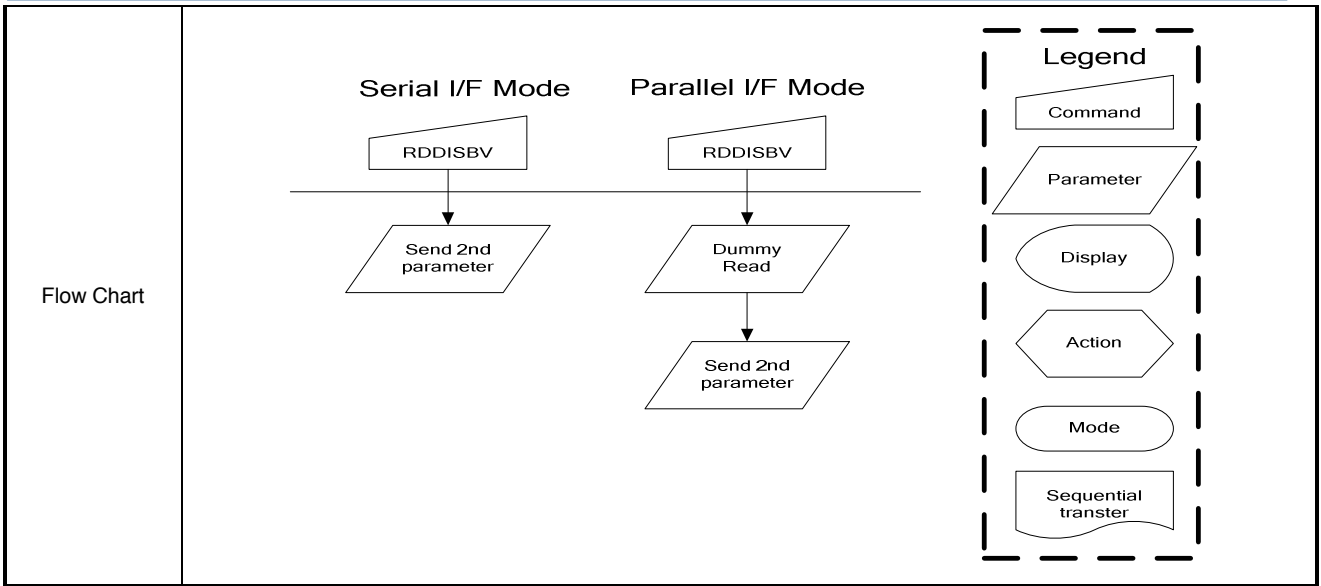 Flow Chart
Serial I/F Mode
RDDISBV
Send 2nd
parameter
Parallel I/F Mode
RDDISBV
Dummy
Read
Send 2nd
parameter
Legend
Command
Parameter
Display
Action
Mode
Sequential
transter